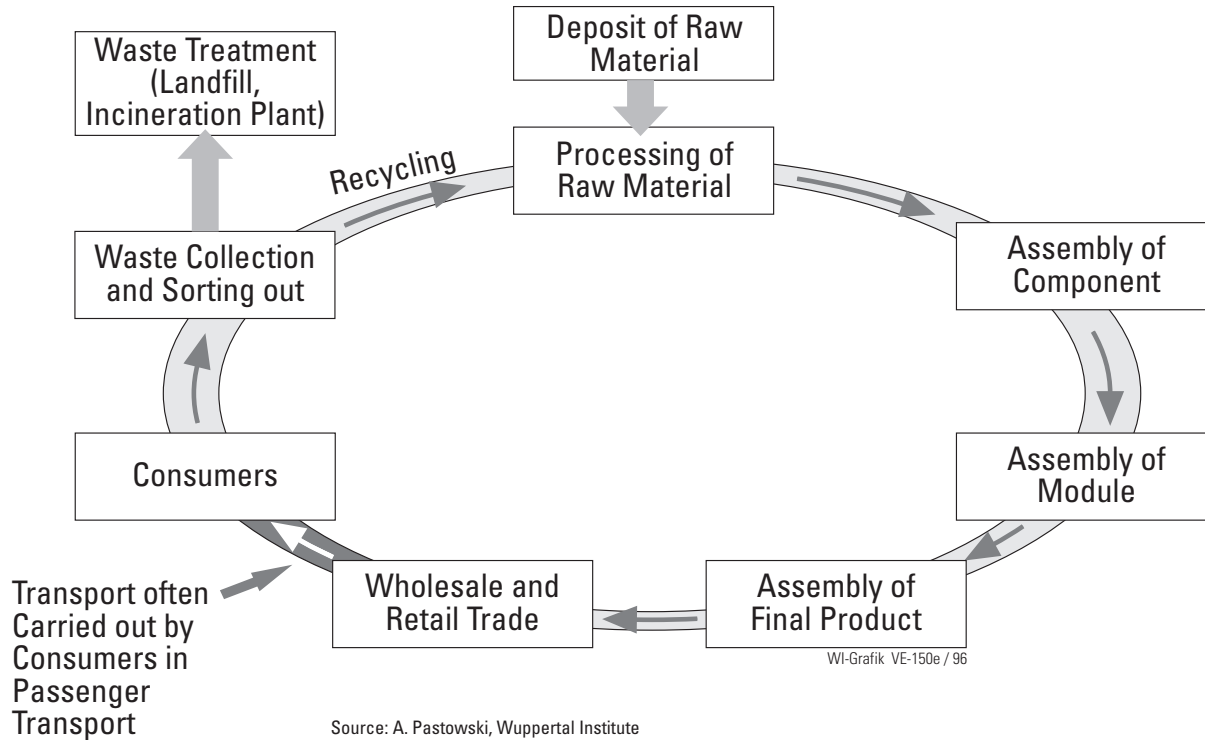 Deposit of Raw
Material
Waste Treatment
(Landfill,
Incineration Plant)
Recycling
Processing of
Raw Material
Waste Collection
and Sorting out
Assembly of
Component
Consumers
Assembly of
Module
Transport often
Carried out by
Consumers in
Passenger
Transport
Wholesale and
Retail Trade
Assembly of
Final Product
WI-Grafik VE-150e / 96
Source: A. Pastowski, Wuppertal Institute